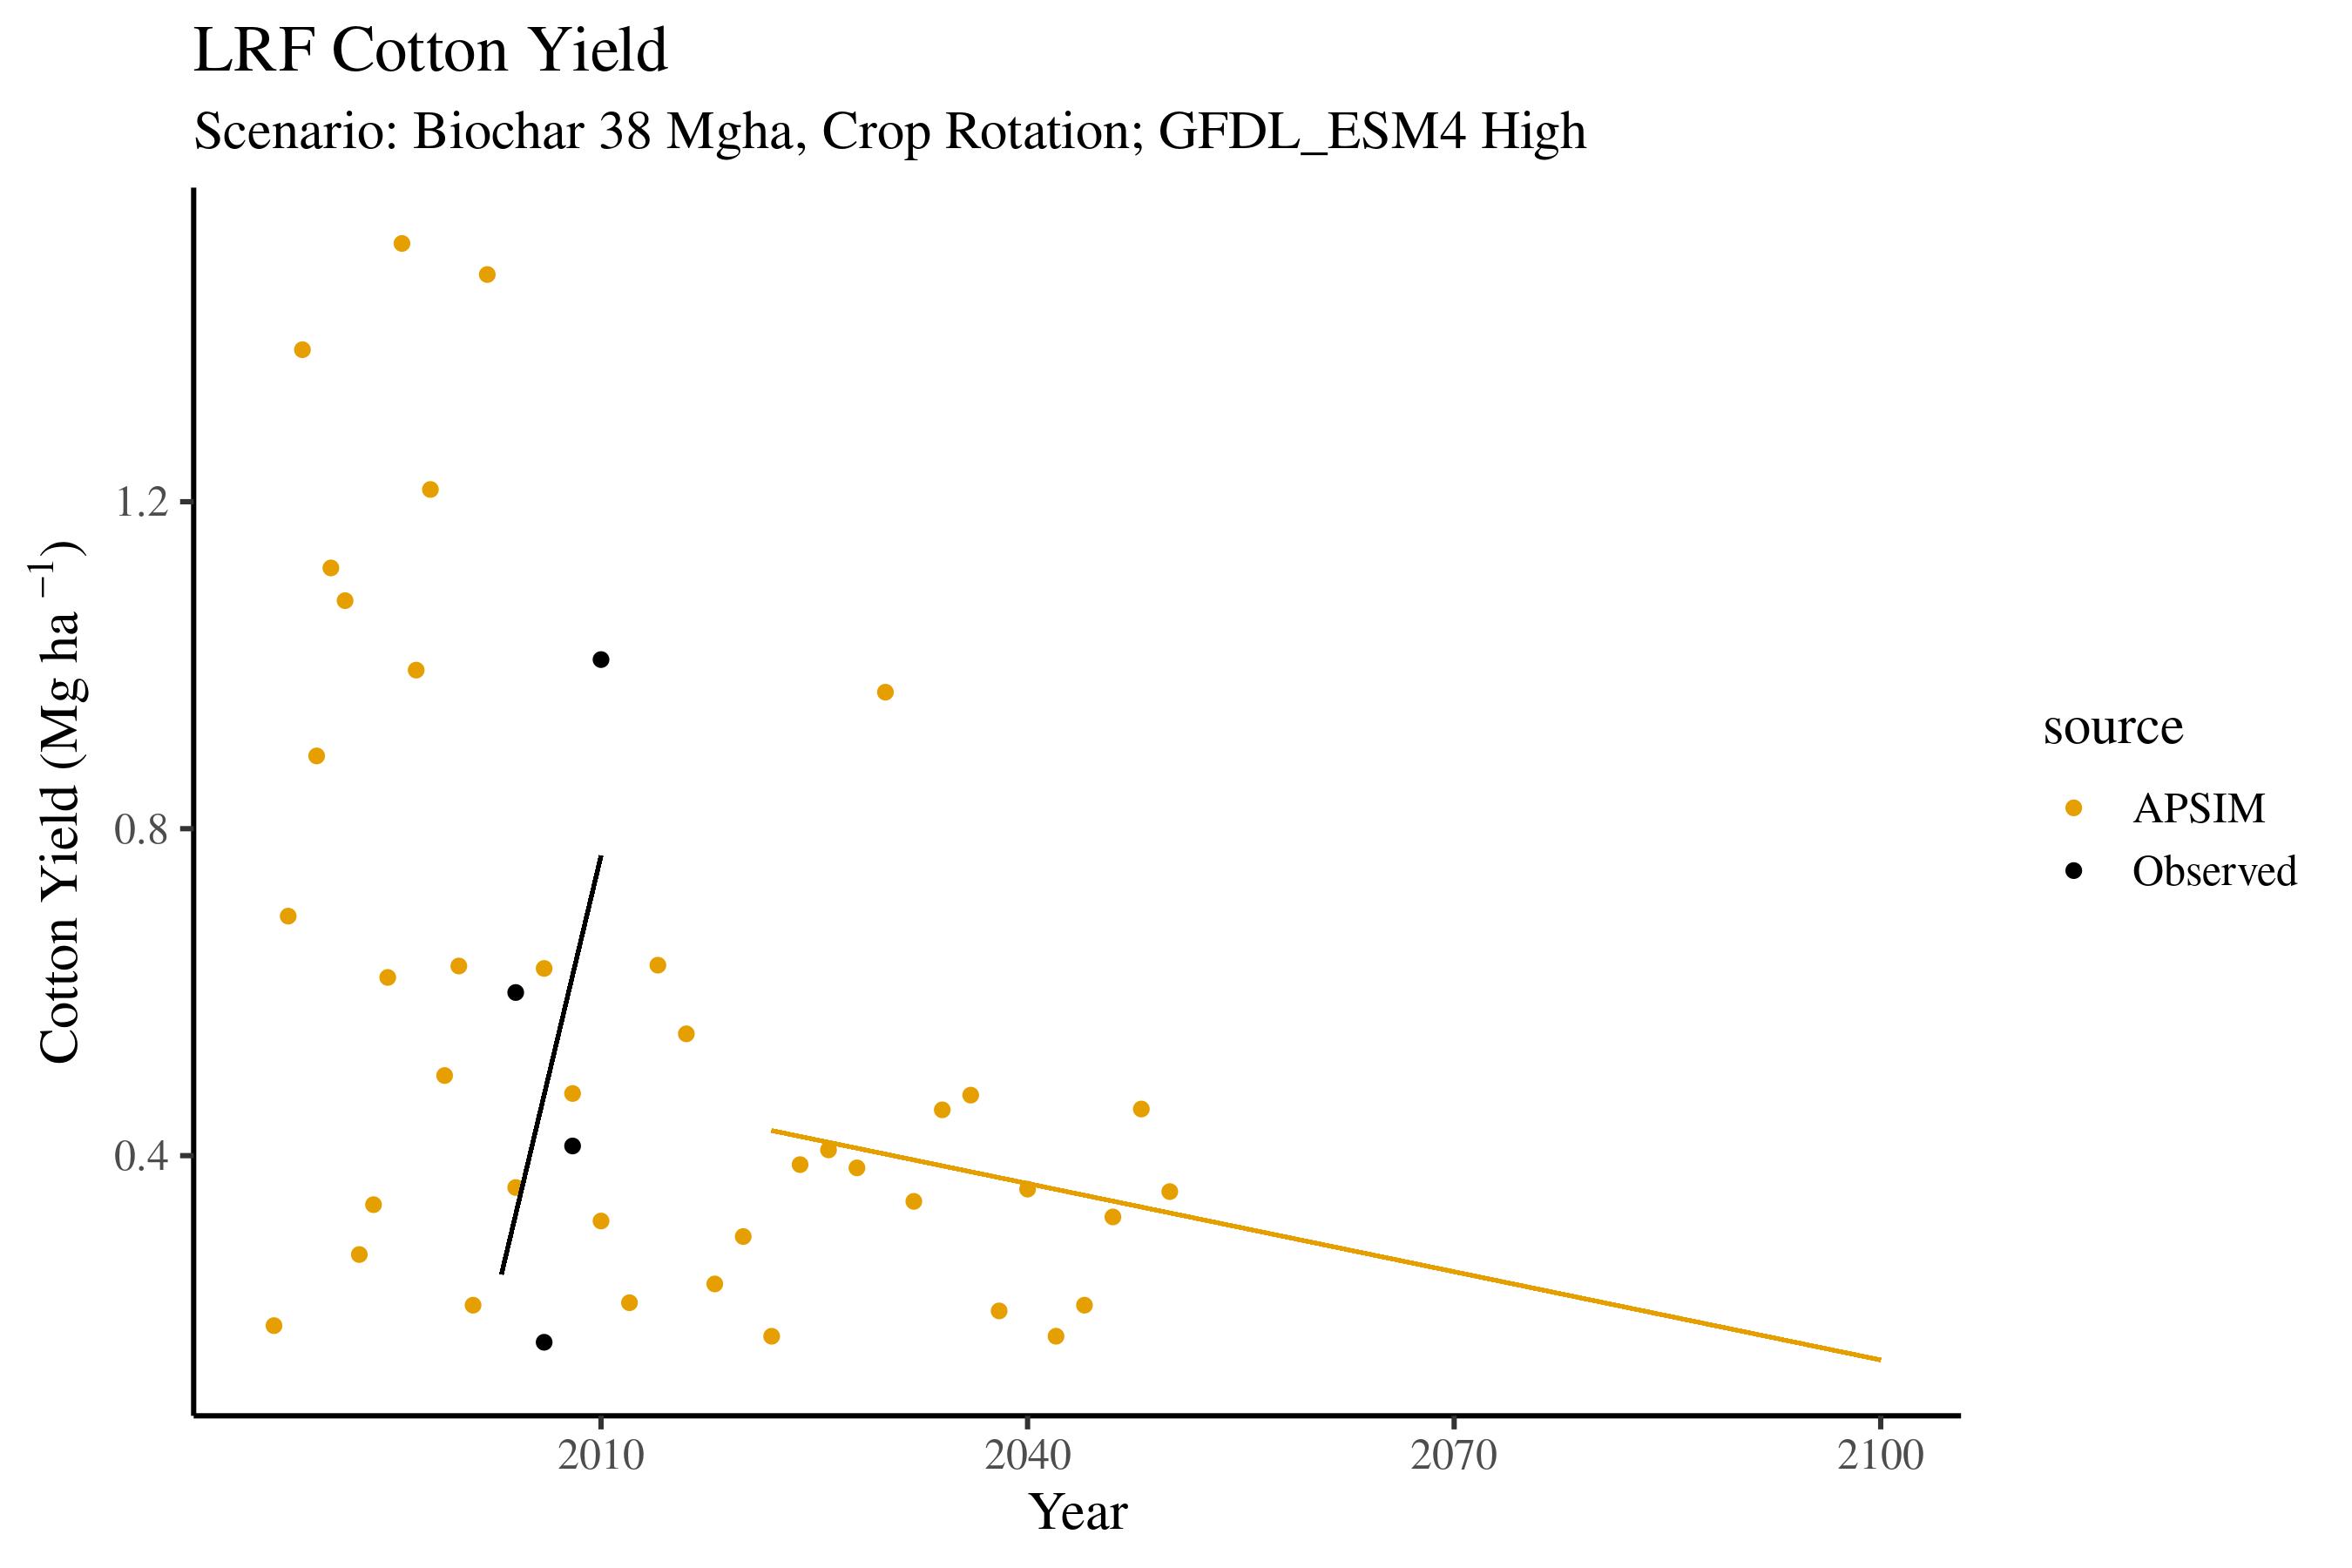 LRF Cotton Yield
Scenario: Biochar 38 Mgha, Crop Rotation; GFDL_ESM4 High
Cotton Yield (Mg ha −1)
1.2
0.8
0.4
2010 2040 2070 2100
Year
source
APSIM
Observed